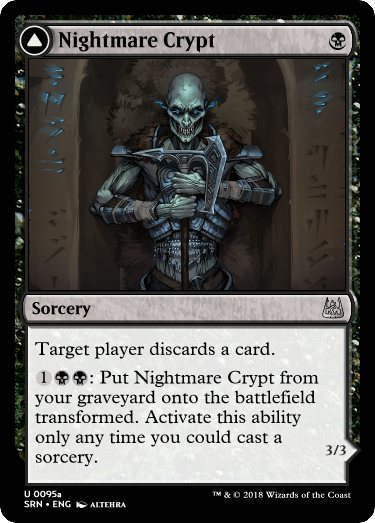 Nightmare Crypt
Sorcery
Target player discards a card.
1: Put Nightmare Crypt from
your graveyard onto the battlefield
transformed. Activate this ability
only any time you could cast a
sorcery.
3/3
U 0095a
SRN • ENG ALTEHRA
™ & © 2018 Wizards of the Coast